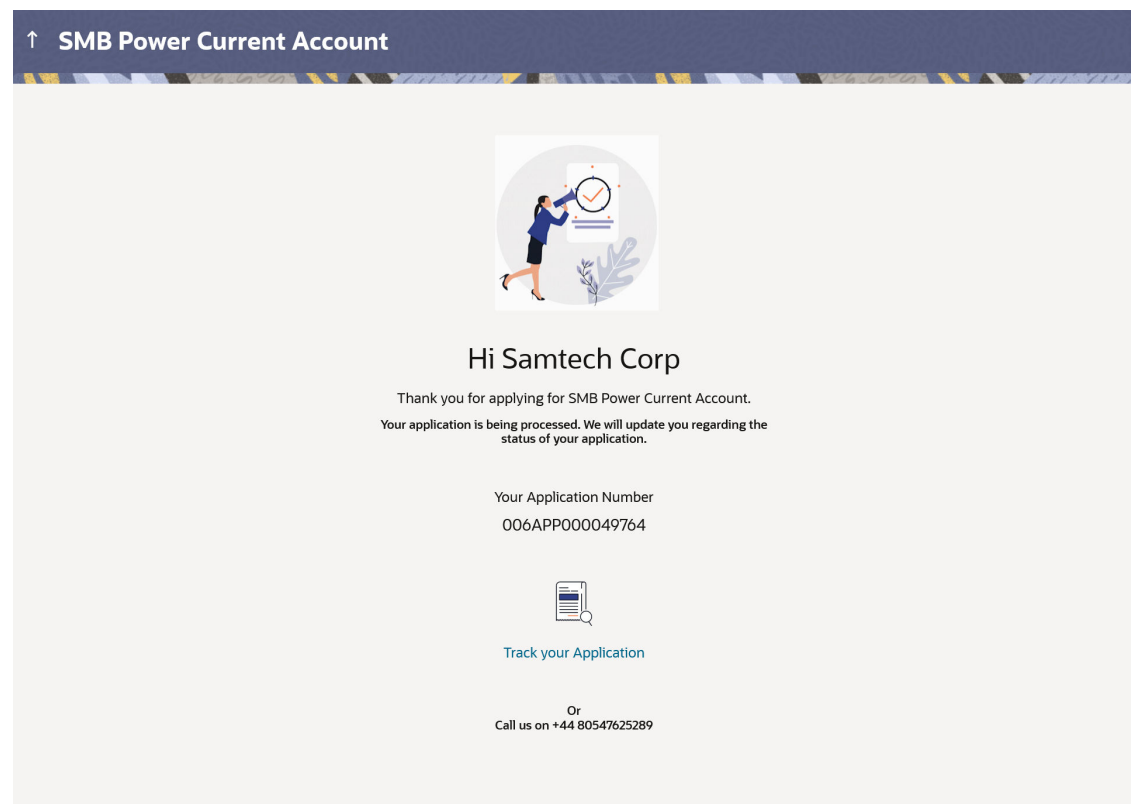 SMB Power Current Account
Hi Samtech Corp
Thank you for applying for SMB Power Current Account.
Your application is being processed. We will update you regarding the
status of your application.
Your Application Number
006APP000049764
Track your Application
Or
Call us on +44 80547625289